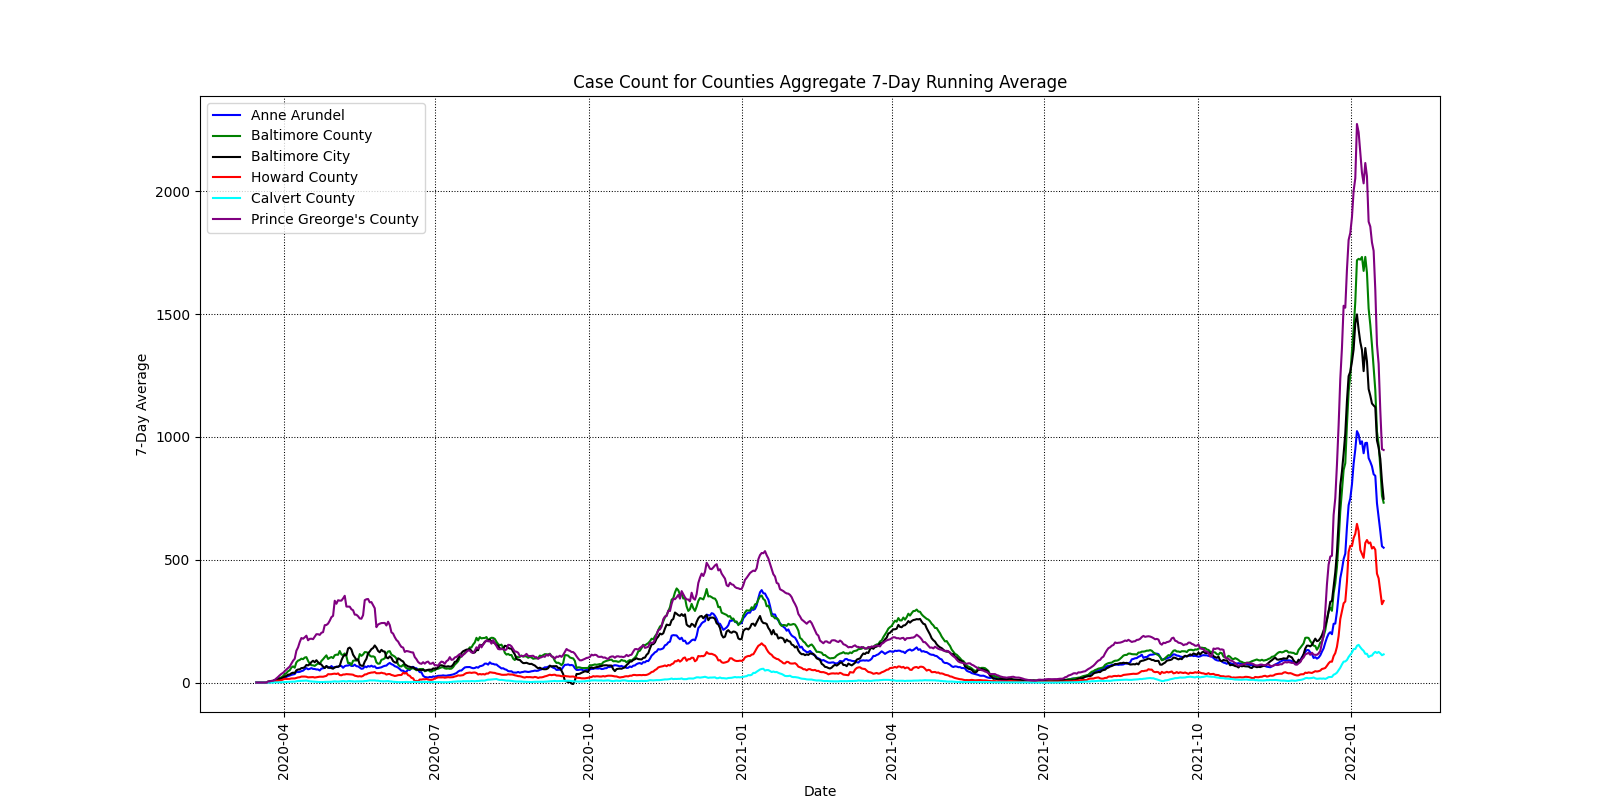 Case Count for Counties Aggregate 7-Day Running Average
Anne Arundel
Baltimore County
Baltimore City
Howard County
Calvert County
Prince Greorge's County
2000
1500
1000
500
0
7-Day Average
2020-04
2020-07
2020-10
2021-01
2021-04
2021-07
2021-10
2022-01
Date